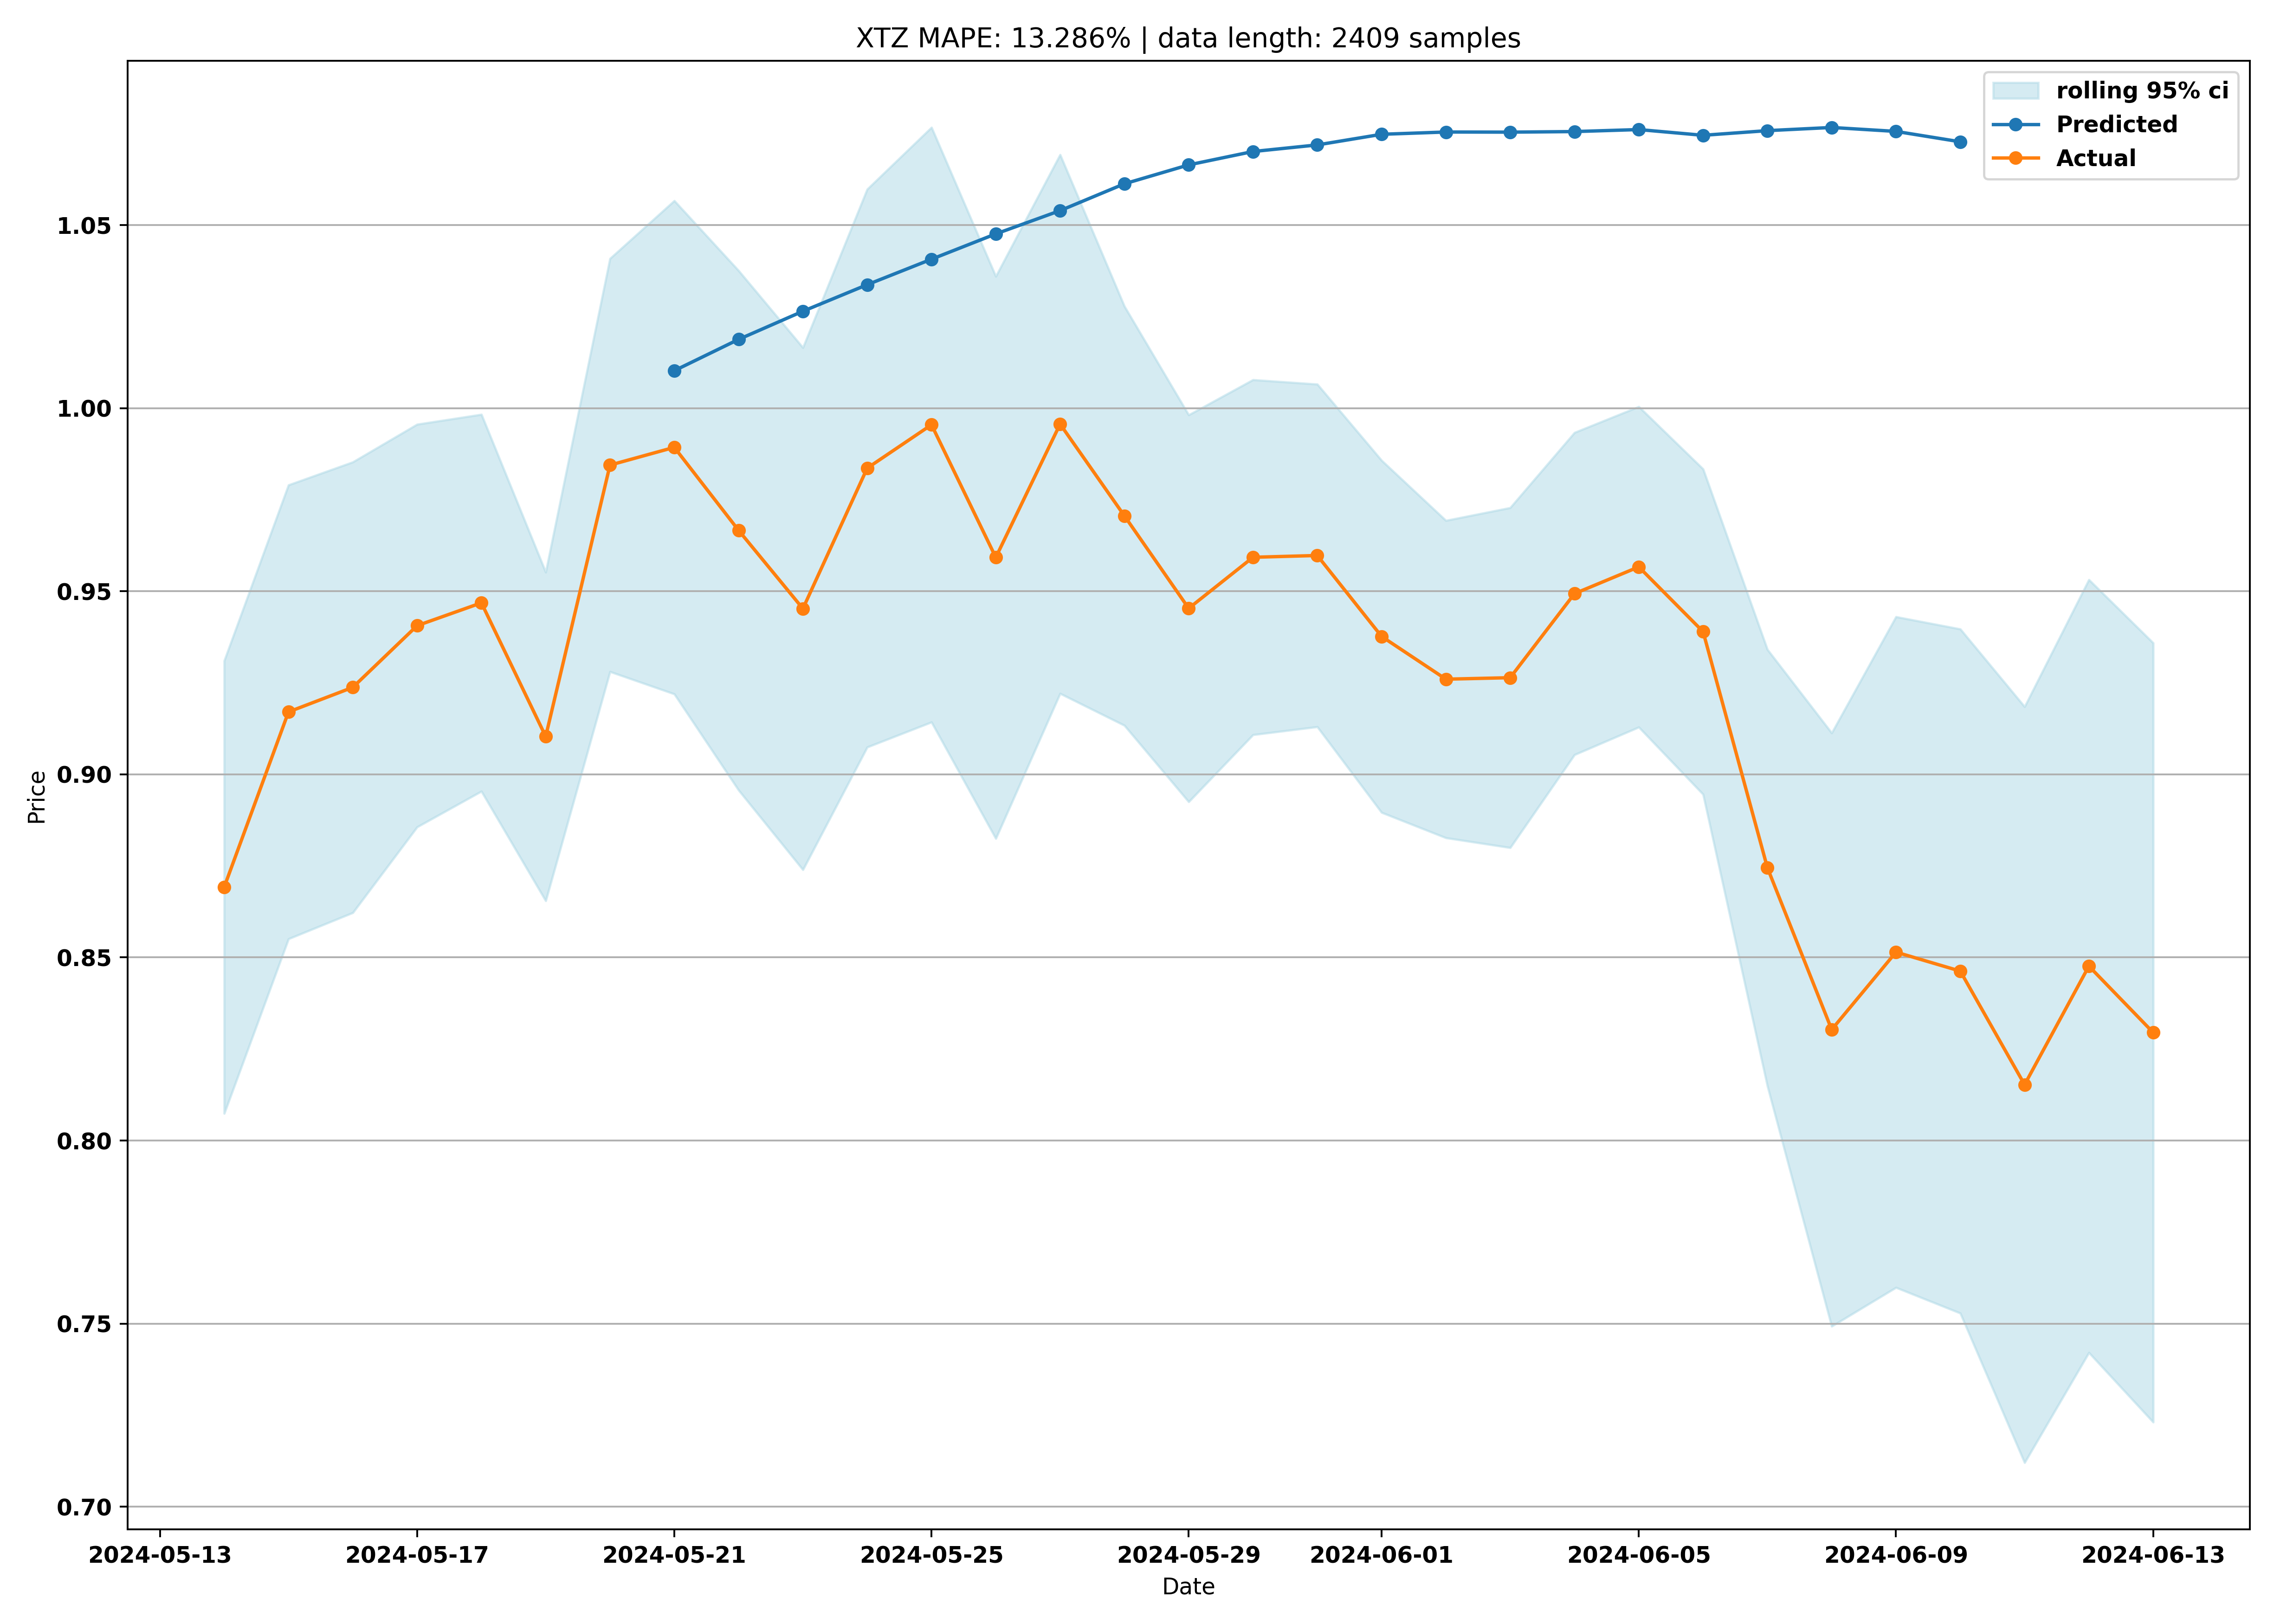 XTZ MAPE: 13.286% | data length: 2409 samples
rolling 95% ci
Predicted
Actual
1.05
1.00
0.95
0.90
0.85
0.80
0.75
0.70
Price
2024-05-13 2024-05-17 2024-05-21 2024-05-25 2024-05-29 2024-06-01 2024-06-05 2024-06-09 2024-06-13
Date